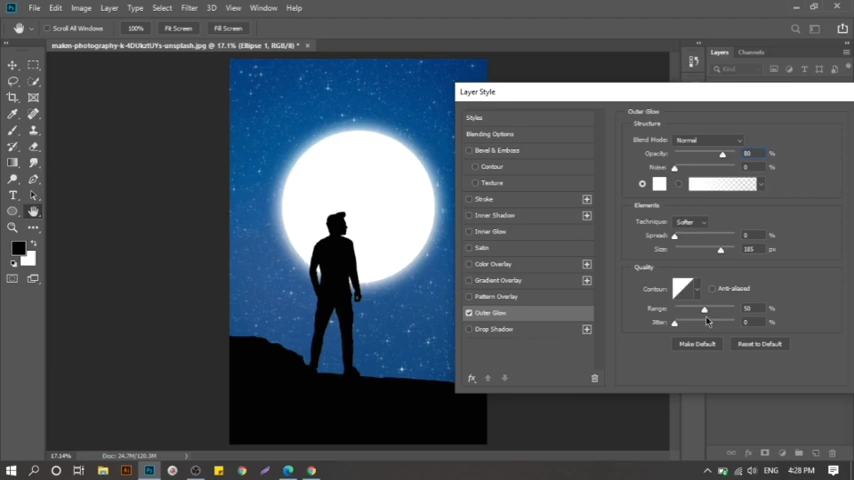 File Edit Image Layer Type Select Filter 3D View Window Help
Scroll All Windows 100% Fit Screen Fill Screen
makm-photography-k-4DUkztUYs-unsplash.jpg @ 17.1% (Ellipse 1, RGB/8#) *
Layers Channels
Kind
Layer Style
Styles
Blending Options
Bevel & Emboss
Contour
Texture
Stroke
Inner Shadow
Inner Glow
Satin
Color Overlay
Gradient Overlay
Pattern Overlay
Outer Glow
Drop Shadow
fx
Outer Glow
Structure
Blend Mode: Normal
Opacity: 80 %
Noise: 0 %
Elements
Technique: Softer
Spread: 0 %
Size: 185 px
Quality
Contour: Anti-aliased
Range: 50 %
Jitter: 0 %
Make Default Reset to Default
17.14% Doc: 24.7M/120.3M
ENG 4:28 PM